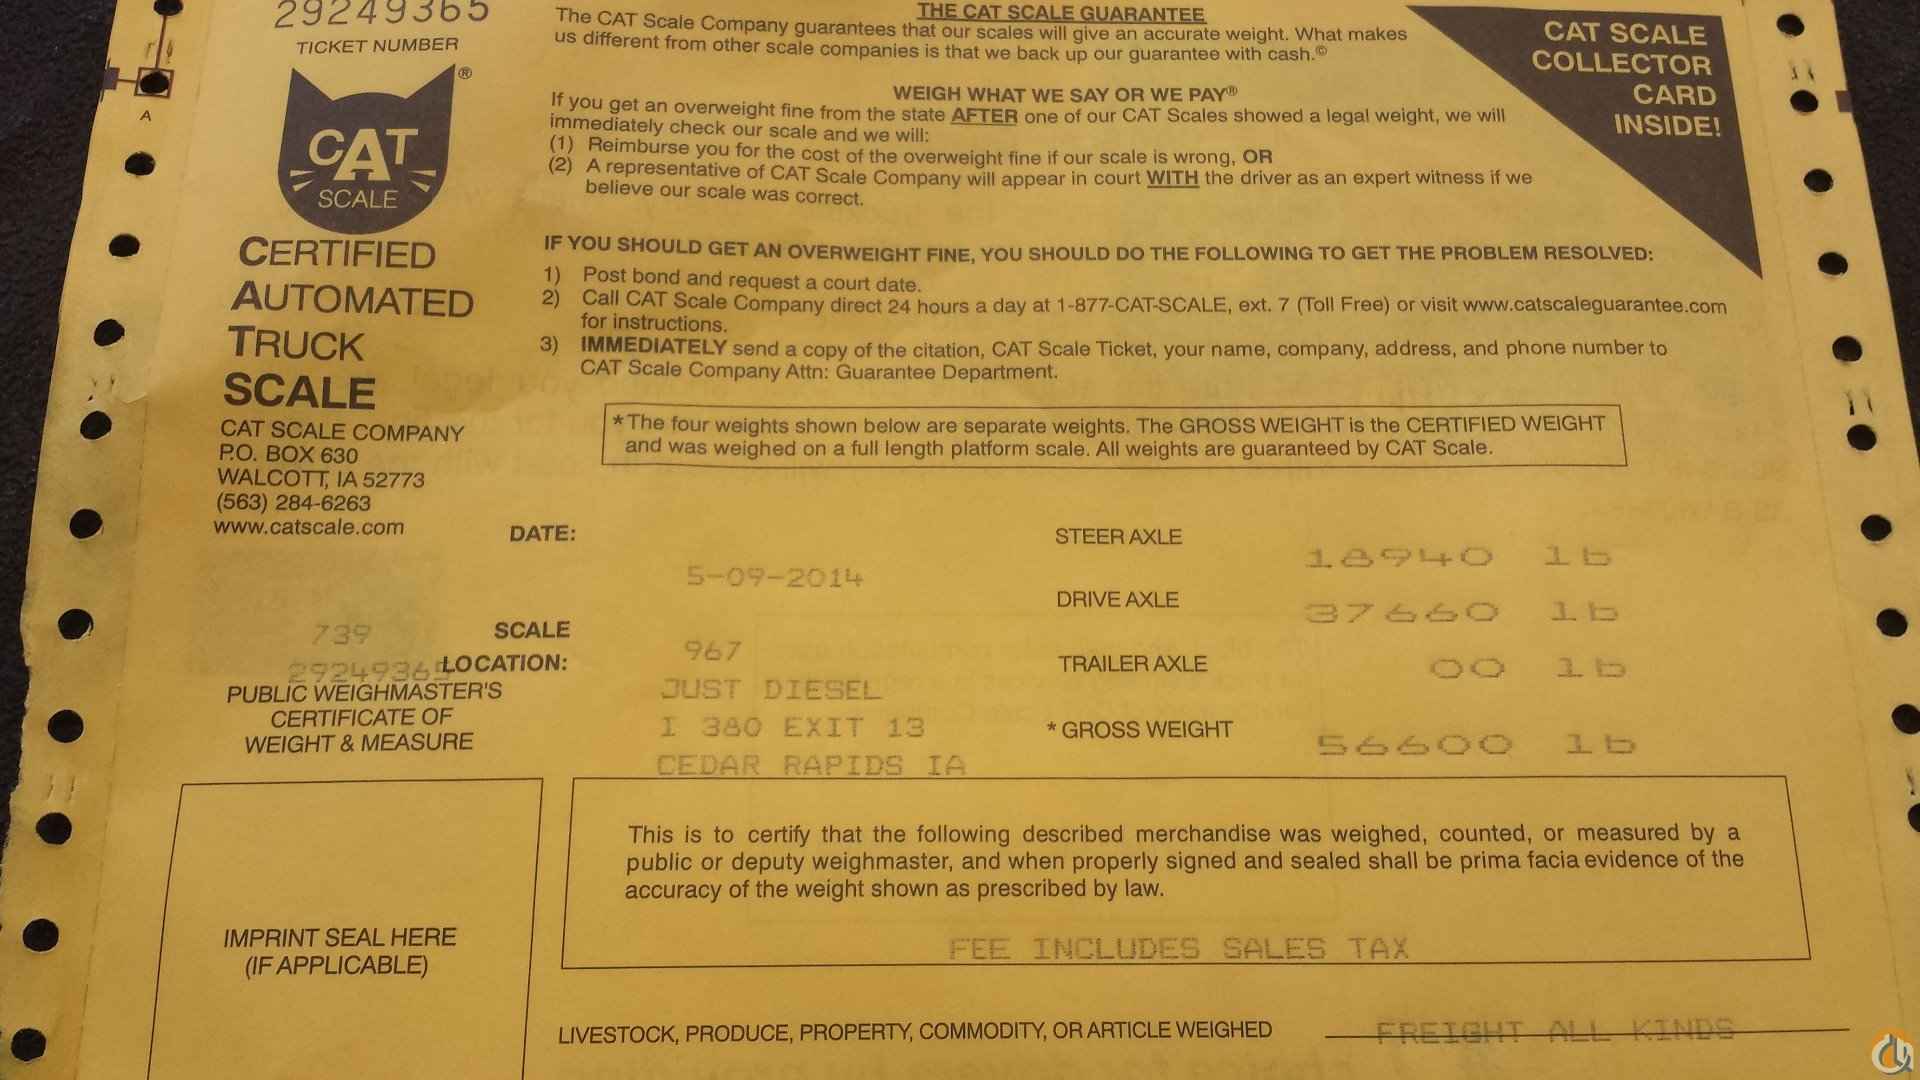 29249365
TICKET NUMBER
A
CAT
SCALE
®
CERTIFIED
AUTOMATED
TRUCK
SCALE
CAT SCALE COMPANY
P.O. BOX 630
WALCOTT, IA 52773
(563) 284-6263
www.catscale.com
THE CAT SCALE GUARANTEE
The CAT Scale Company guarantees that our scales will give an accurate weight. What makes
us different from other scale companies is that we back up our guarantee with cash.©
WEIGH WHAT WE SAY OR WE PAY®
If you get an overweight fine from the state AFTER one of our CAT Scales showed a legal weight, we will
immediately check our scale and we will:
(1) Reimburse you for the cost of the overweight fine if our scale is wrong, OR
(2) A representative of CAT Scale Company will appear in court WITH the driver as an expert witness if we
believe our scale was correct.
CAT SCALE
COLLECTOR
CARD
INSIDE!
IF YOU SHOULD GET AN OVERWEIGHT FINE, YOU SHOULD DO THE FOLLOWING TO GET THE PROBLEM RESOLVED:
1) Post bond and request a court date.
2) Call CAT Scale Company direct 24 hours a day at 1-877-CAT-SCALE, ext. 7 (Toll Free) or visit www.catscaleguarantee.com
for instructions.
3) IMMEDIATELY send a copy of the citation, CAT Scale Ticket, your name, company, address, and phone number to
CAT Scale Company Attn: Guarantee Department.
*The four weights shown below are separate weights. The GROSS WEIGHT is the CERTIFIED WEIGHT
and was weighed on a full length platform scale. All weights are guaranteed by CAT Scale.
DATE:
5-09-2014
739
29249365
SCALE
LOCATION:
967
JUST DIESEL
I 380 EXIT 13
CEDAR RAPIDS IA
PUBLIC WEIGHMASTER'S
CERTIFICATE OF
WEIGHT & MEASURE
STEER AXLE 18940 lb
DRIVE AXLE 37660 lb
TRAILER AXLE 00 lb
*GROSS WEIGHT 56600 lb
IMPRINT SEAL HERE
(IF APPLICABLE)
This is to certify that the following described merchandise was weighed, counted, or measured by a
public or deputy weighmaster, and when properly signed and sealed shall be prima facia evidence of the
accuracy of the weight shown as prescribed by law.
FEE INCLUDES SALES TAX
LIVESTOCK, PRODUCE, PROPERTY, COMMODITY, OR ARTICLE WEIGHED FREIGHT ALL KINDS